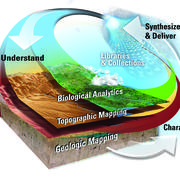 Synthesize
& Deliver
Understand
Libraries
& Collections
Biological Analytics
Topographic Mapping
Geologic Mapping
Chara